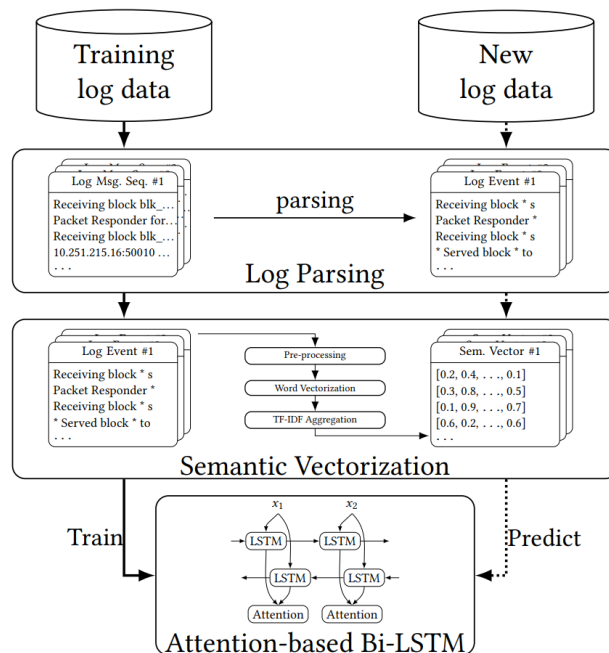 Training
log data
New
log data
Log Msg. Seq. #1
Receiving block blk_...
Packet Responder for...
Receiving block blk_...
10.251.215.16:50010 ...
...
parsing
Log Event #1
Receiving block * s
Packet Responder *
Receiving block * s
* Served block * to
...
Log Parsing
Log Event #1
Receiving block * s
Packet Responder *
Receiving block * s
* Served block * to
...
Pre-processing
Word Vectorization
TF-IDF Aggregation
Sem. Vector #1
[0.2, 0.4, ..., 0.1]
[0.3, 0.8, ..., 0.5]
[0.1, 0.9, ..., 0.7]
[0.6, 0.2, ..., 0.6]
...
Semantic Vectorization
Train
Predict
x₁ x₂
LSTM LSTM
LSTM LSTM
Attention Attention
Attention-based Bi-LSTM